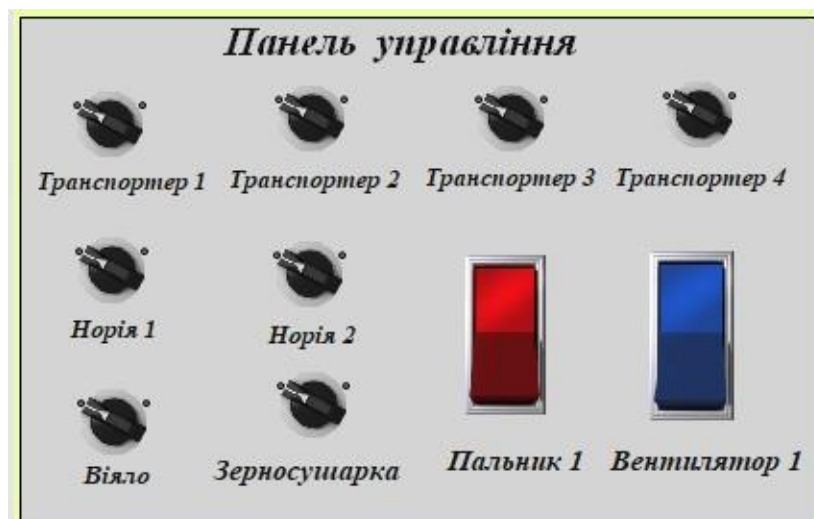 Панель управління
Транспортер 1 Транспортер 2 Транспортер 3 Транспортер 4
Норія 1 Норія 2
Віяло Зерносушарка Пальник 1 Вентилятор 1